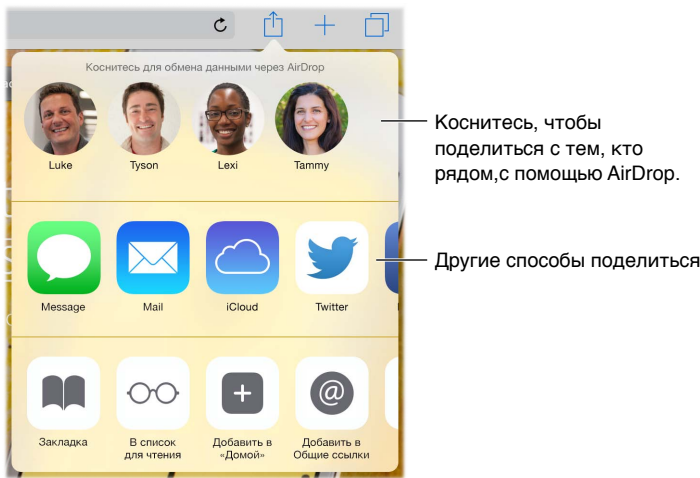 Коснитесь для обмена данными через AirDrop
Luke
Tyson
Lexi
Tammy
Коснитесь, чтобы
поделиться с тем, кто
рядом,с помощью AirDrop.
Message
Mail
iCloud
Twitter
Другие способы поделиться
Закладка
В список
для чтения
Добавить в
«Домой»
Добавить в
Общие ссылки